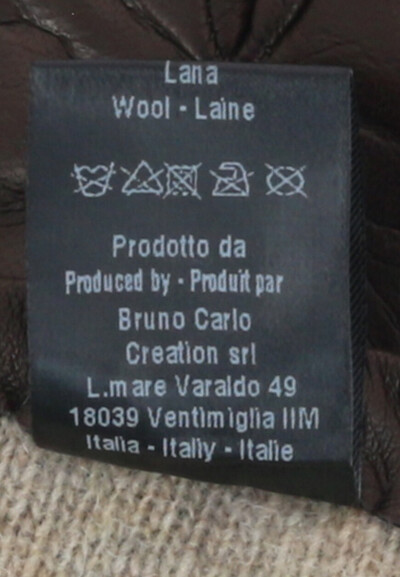 Lana
Wool - Laine
Prodotto da
Produced by - Produit par
Bruno Carlo
Creation srl
L.mare Varaldo 49
18039 Ventimiglia IIM
Italia - Italiy - Italie